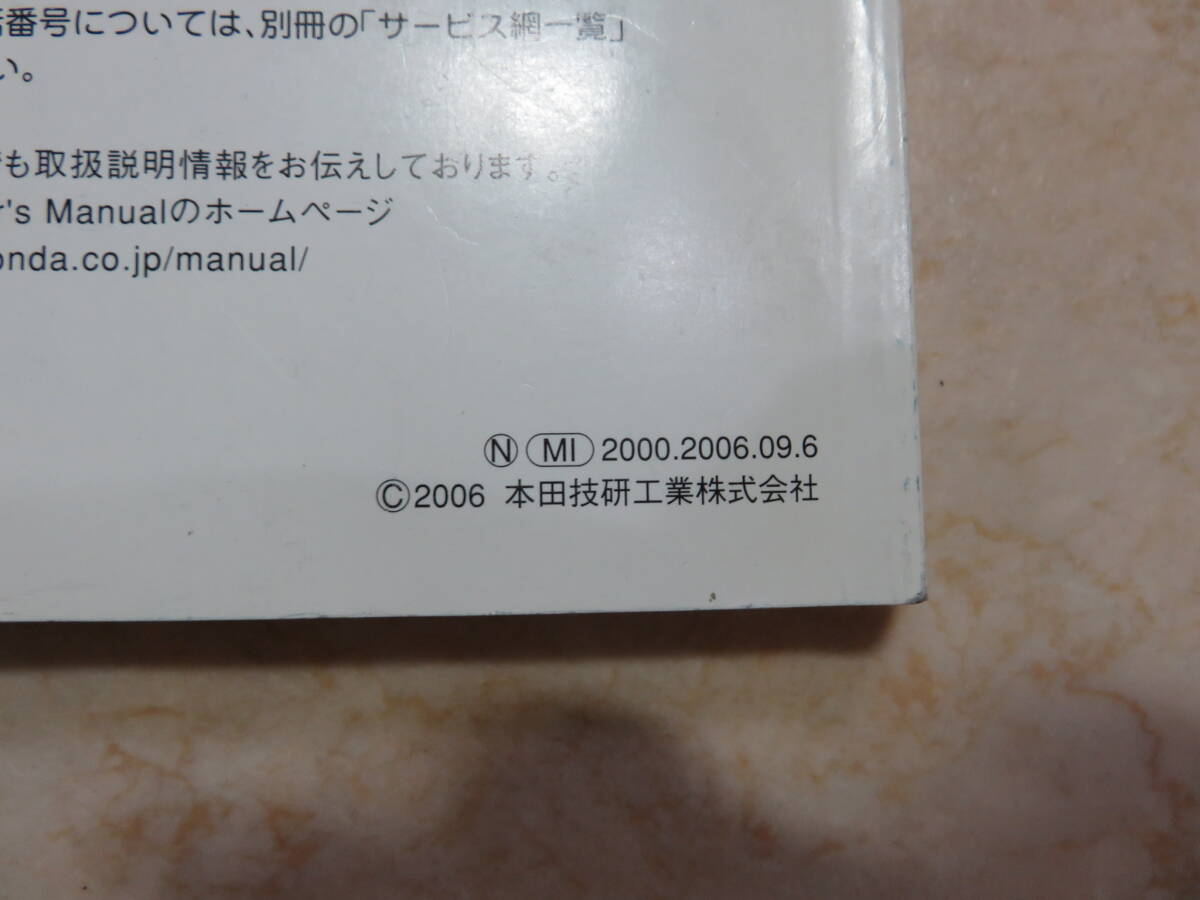 番号については、別冊の「サービス網一覧」
い。
も取扱説明情報をお伝えしております。
r's Manualのホームページ
onda.co.jp/manual/
Ⓝ MI 2000.2006.09.6
©2006 本田技研工業株式会社